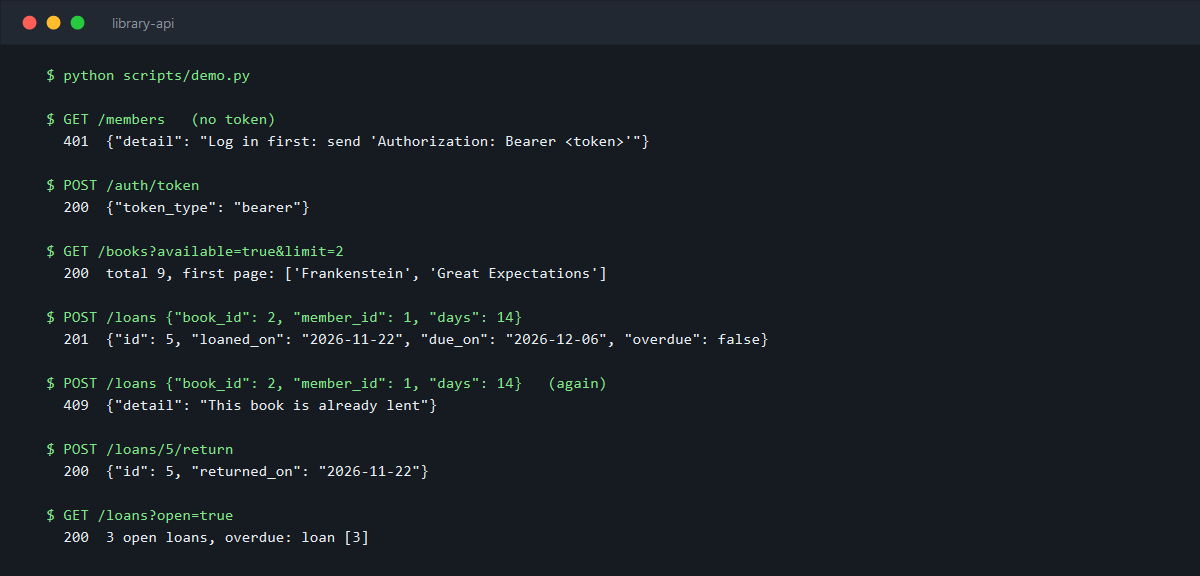 library-api
$ python scripts/demo.py
$ GET /members   (no token)
401  {"detail": "Log in first: send 'Authorization: Bearer <token>'"}
$ POST /auth/token
200  {"token_type": "bearer"}
$ GET /books?available=true&limit=2
200  total 9, first page: ['Frankenstein', 'Great Expectations']
$ POST /loans {"book_id": 2, "member_id": 1, "days": 14}
201  {"id": 5, "loaned_on": "2026-11-22", "due_on": "2026-12-06", "overdue": false}
$ POST /loans {"book_id": 2, "member_id": 1, "days": 14}   (again)
409  {"detail": "This book is already lent"}
$ POST /loans/5/return
200  {"id": 5, "returned_on": "2026-11-22"}
$ GET /loans?open=true
200  3 open loans, overdue: loan [3]